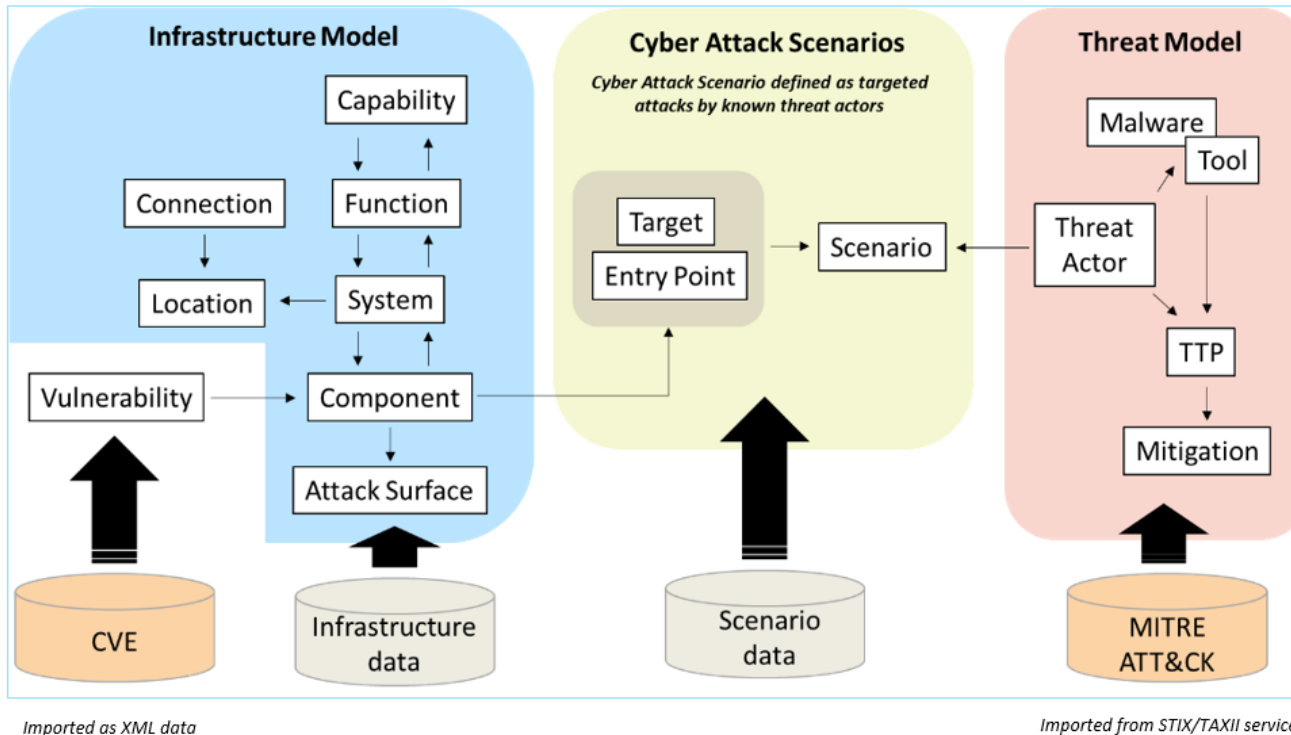 Infrastructure Model
Capability
Connection
Function
Location
System
Vulnerability
Component
Attack Surface
Cyber Attack Scenarios
Cyber Attack Scenario defined as targeted
attacks by known threat actors
Target
Entry Point
Scenario
Threat Model
Malware
Tool
Threat
Actor
TTP
Mitigation
CVE
Infrastructure
data
Scenario
data
MITRE
ATT&CK
Imported as XML data
Imported from STIX/TAXII service